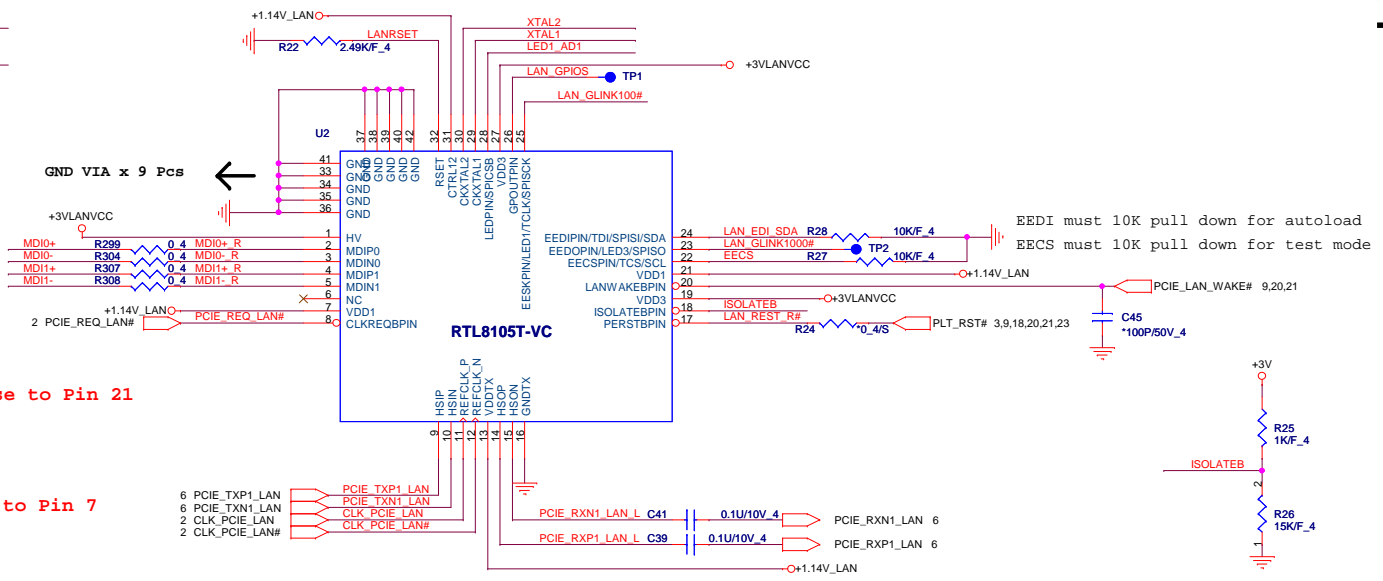 +1.14V_LAN
R22 2.49K/F_4 LANRSET
XTAL2
XTAL1
LED1_AD1
+3VLANVCC
LAN_GPIOS TP1
LAN_GLINK100#
U2
37 38 39 40 42 32 31 30 29 28 27 26 25
GND GND GND GND GND RSET CTRL12 CKXTAL2 CKXTAL1 LEDPIN/SPICSB VDD3 GPOUTPIN EESKPIN/LED1/TCLK/SPISCK
GND VIA x 9 Pcs
41 GND
33 GND
34 GND
35 GND
36 GND
+3VLANVCC
1 HV
MDI0+ R299 0_4 MDI0+_R 2 MDIP0
MDI0- R304 0_4 MDI0-_R 3 MDIN0
MDI1+ R307 0_4 MDI1+_R 4 MDIP1
MDI1- R308 0_4 MDI1-_R 5 MDIN1
6 NC
+1.14V_LAN 7 VDD1
2 PCIE_REQ_LAN# PCIE_REQ_LAN# 8 CLKREQBPIN
RTL8105T-VC
EEDIPIN/TDI/SPISI/SDA 24 LAN_EDI_SDA R28 10K/F_4
EEDOPIN/LED3/SPISO 23 LAN_GLINK1000# TP2
EECSPIN/TCS/SCL 22 EECS R27 10K/F_4
VDD1 21 +1.14V_LAN
LANWAKEBPIN 20 PCIE_LAN_WAKE# 9,20,21
VDD3 19 +3VLANVCC
ISOLATEBPIN 18 ISOLATEB
PERSTBPIN 17 LAN_REST_R# R24 *0_4/S PLT_RST# 3,9,18,20,21,23
EEDI must 10K pull down for autoload
EECS must 10K pull down for test mode
C45
*100P/50V_4
HSIP HSIN REFCLK_P REFCLK_N VDDTX HSOP HSON GNDTX
9 10 11 12 13 14 15 16
se to Pin 21
to Pin 7
6 PCIE_TXP1_LAN PCIE_TXP1_LAN
6 PCIE_TXN1_LAN PCIE_TXN1_LAN
2 CLK_PCIE_LAN CLK_PCIE_LAN
2 CLK_PCIE_LAN# CLK_PCIE_LAN#
PCIE_RXN1_LAN_L C41 0.1U/10V_4 PCIE_RXN1_LAN 6
PCIE_RXP1_LAN_L C39 0.1U/10V_4 PCIE_RXP1_LAN 6
+1.14V_LAN
+3V
R25
1K/F_4
ISOLATEB
2
R26
15K/F_4
1